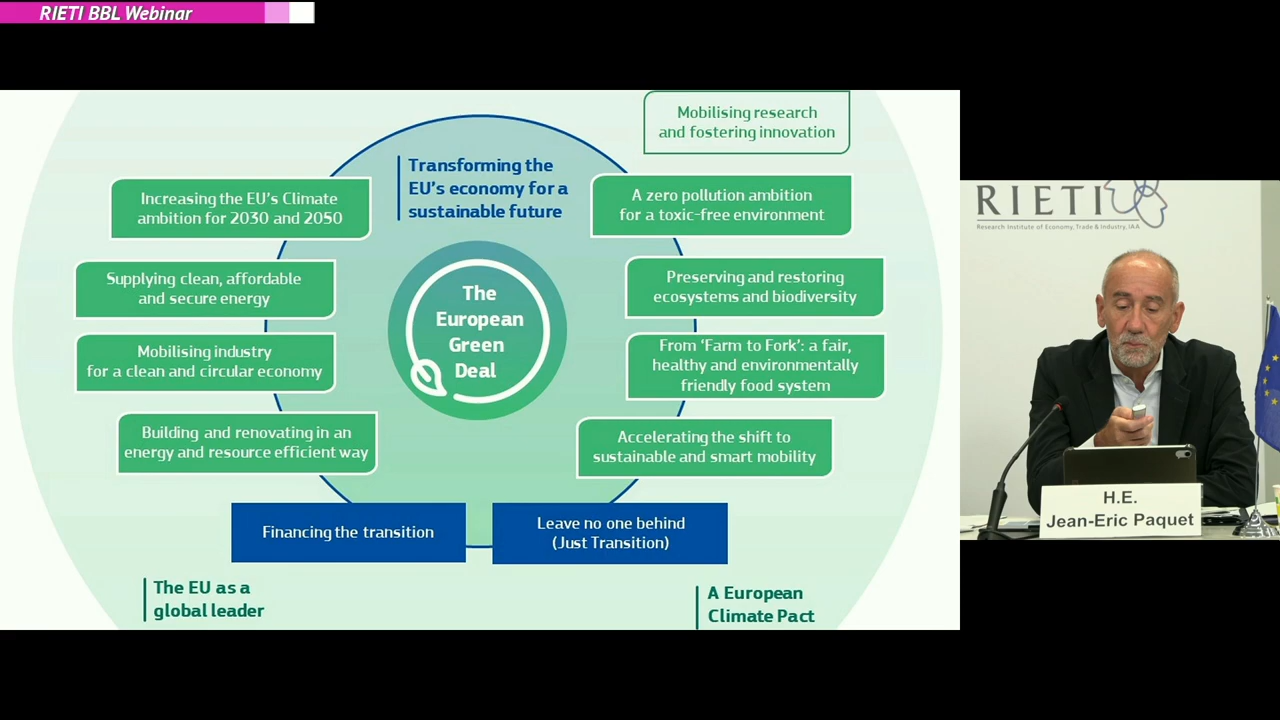 RIETI BBL Webinar
Mobilising research
and fostering innovation
Transforming the
EU's economy for a
sustainable future
Increasing the EU's Climate
ambition for 2030 and 2050
A zero pollution ambition
for a toxic-free environment
Supplying clean, affordable
and secure energy
Preserving and restoring
ecosystems and biodiversity
The
European
Green
Deal
Mobilising industry
for a clean and circular economy
From ‘Farm to Fork’: a fair,
healthy and environmentally
friendly food system
Building and renovating in an
energy and resource efficient way
Accelerating the shift to
sustainable and smart mobility
Financing the transition
Leave no one behind
(Just Transition)
The EU as a
global leader
A European
Climate Pact
RIETI
Research Institute of Economy, Trade & Industry, IAA
H.E.
Jean-Eric Paquet